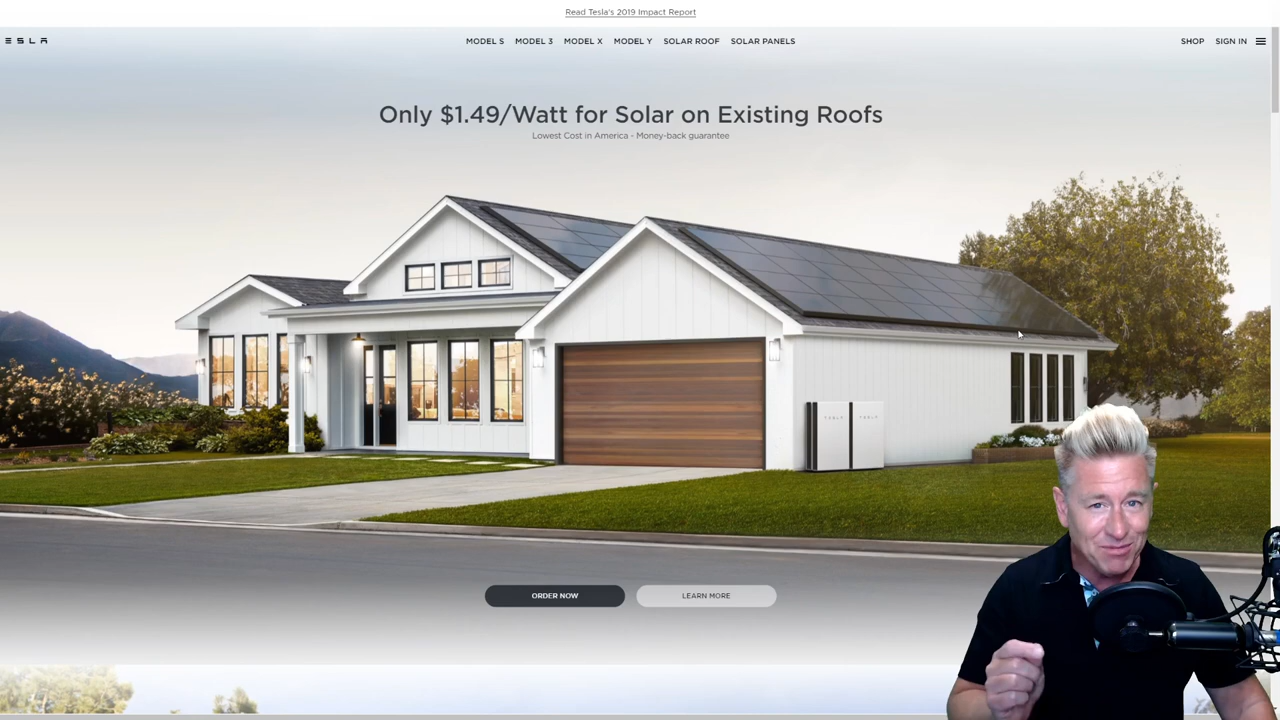 Read Tesla's 2019 Impact Report
TESLA MODEL S MODEL 3 MODEL X MODEL Y SOLAR ROOF SOLAR PANELS SHOP SIGN IN
Only $1.49/Watt for Solar on Existing Roofs
Lowest Cost in America - Money-back guarantee
TESLA TESLA
ORDER NOW LEARN MORE